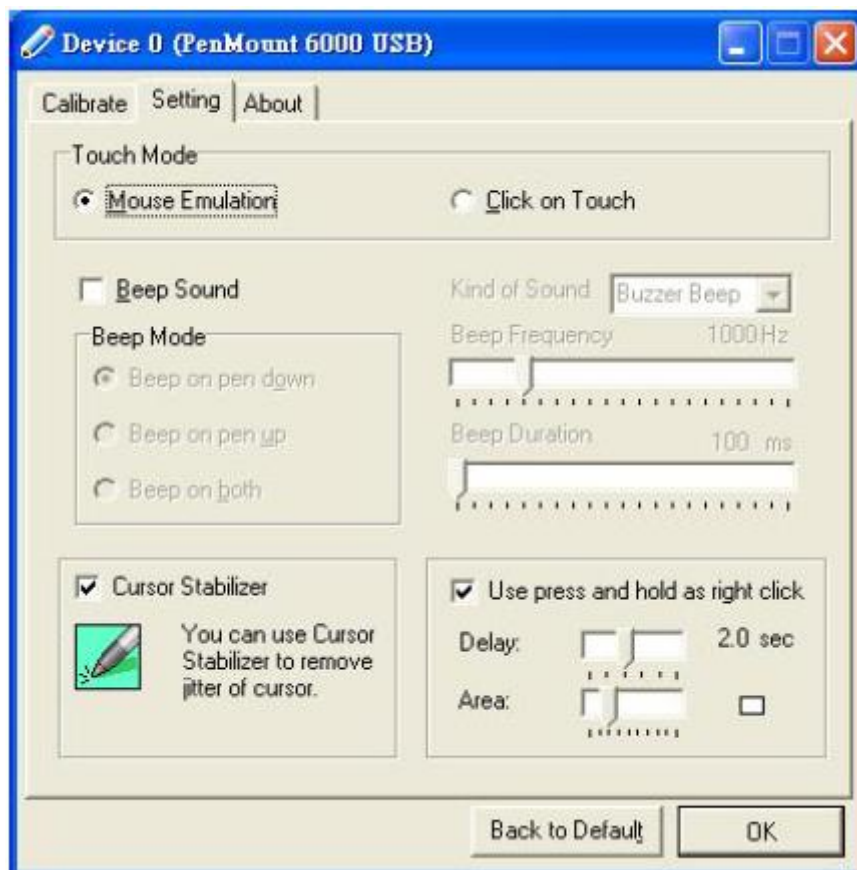 Device 0 (PenMount 6000 USB)
Calibrate Setting About
Touch Mode
Mouse Emulation
Click on Touch
Beep Sound
Kind of Sound Buzzer Beep
Beep Mode
Beep on pen down
Beep on pen up
Beep on both
Beep Frequency 1000Hz
Beep Duration 100 ms
Cursor Stabilizer
You can use Cursor
Stabilizer to remove
jitter of cursor.
Use press and hold as right click
Delay: 2.0 sec
Area:
Back to Default OK